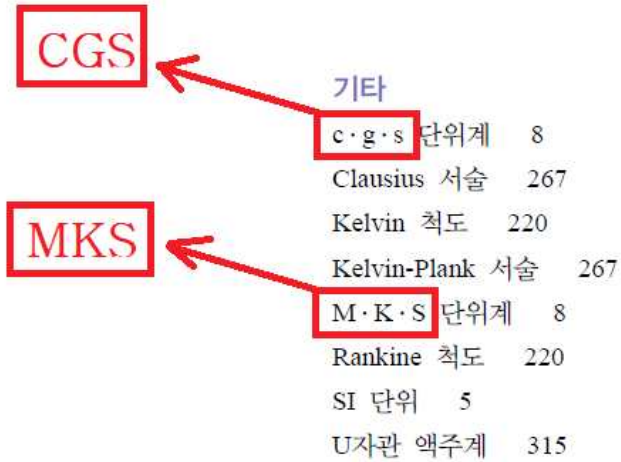 CGS
기타
c·g·s 단위계 8
Clausius 서술 267
Kelvin 척도 220
MKS
Kelvin-Plank 서술 267
M·K·S 단위계 8
Rankine 척도 220
SI 단위 5
U자관 액주계 315